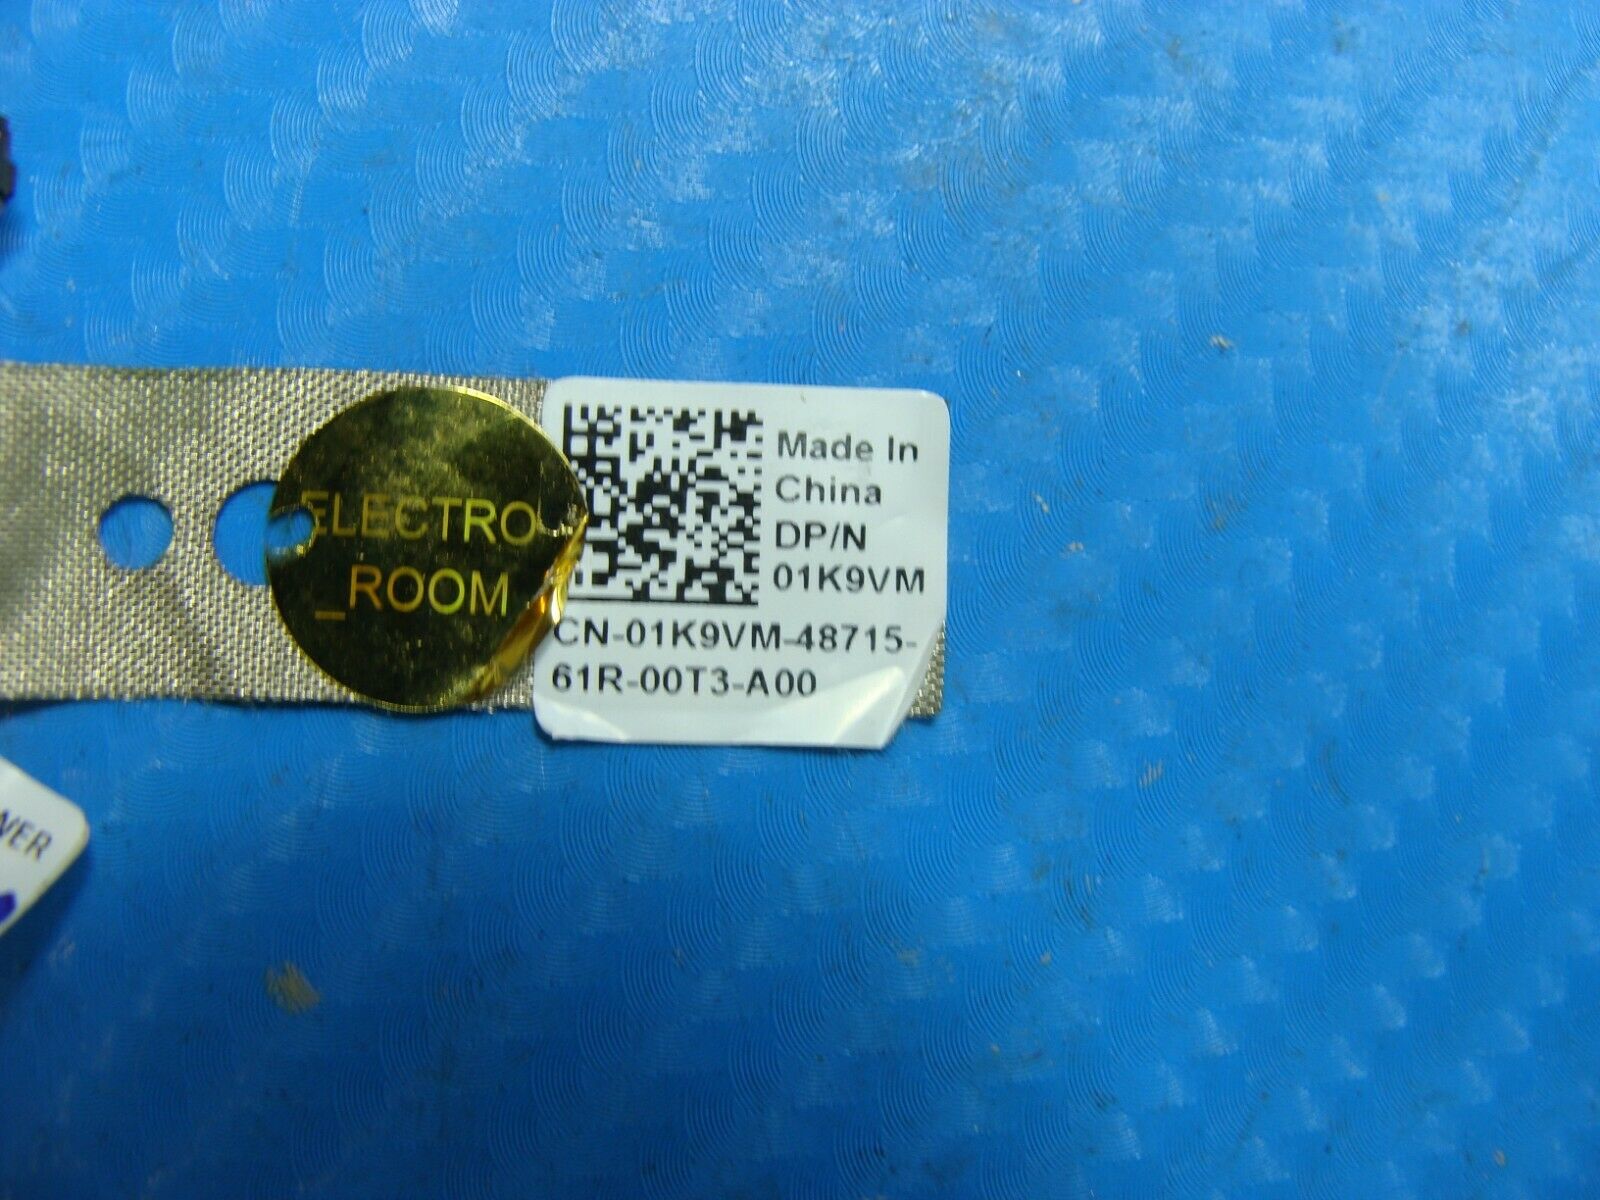 ELECTRO
_ROOM
Made In
China
DP/N
01K9VM
CN-01K9VM-48715-
61R-00T3-A00